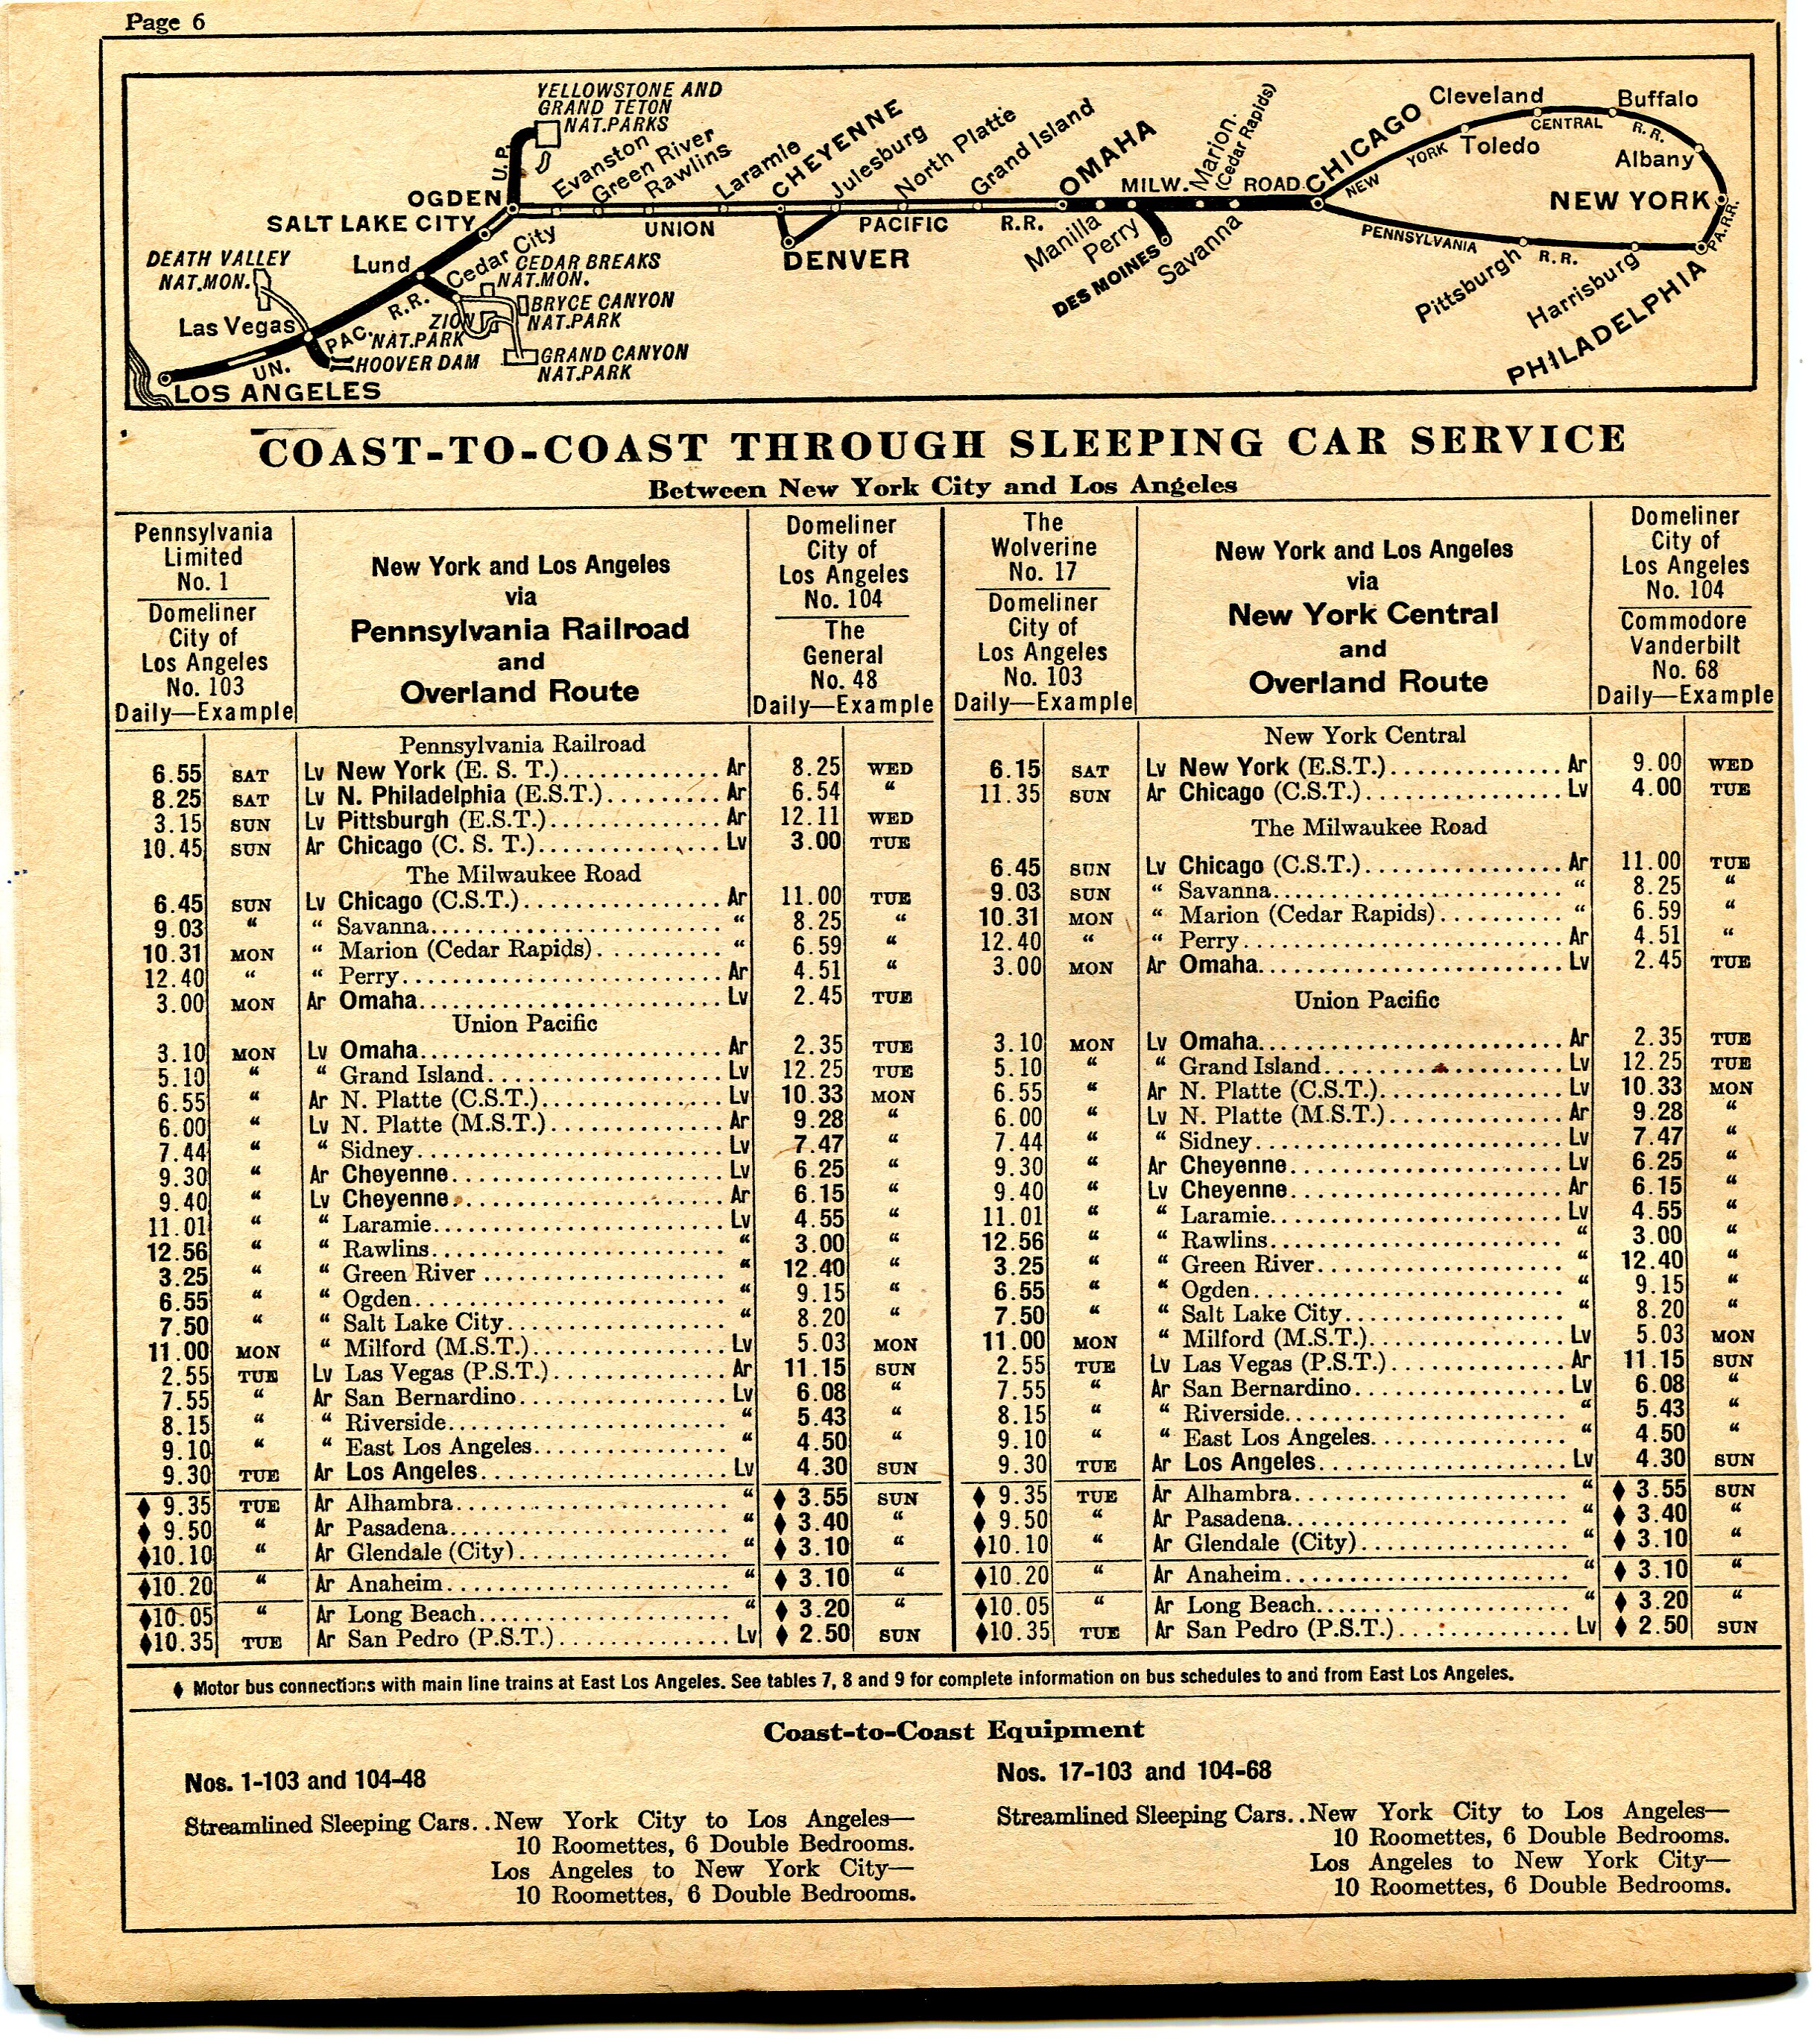 Page 6
YELLOWSTONE AND
GRAND TETON
NAT.PARKS
U.P.
Evanston
Green River
Rawlins
Laramie
CHEYENNE
Julesburg
North Platte
Grand Island
OMAHA
MILW.
Marion.
(Cedar Rapids)
ROAD
CHICAGO
NEW
YORK
Toledo
Cleveland
CENTRAL
Buffalo
R.R.
Albany
NEW YORK
PA.R.R.
OGDEN
SALT LAKE CITY
UNION
PACIFIC
R.R.
DENVER
Manilla
Perry
DES MOINES
Savanna
PENNSYLVANIA
R.R.
Pittsburgh
Harrisburg
PHILADELPHIA
DEATH VALLEY
NAT.MON.
Lund
Cedar City
CEDAR BREAKS
NAT.MON.
R.R.
BRYCE CANYON
NAT.PARK
ZION
NAT.PARK
Las Vegas
PAC.
HOOVER DAM
GRAND CANYON
NAT.PARK
UN.
LOS ANGELES
COAST-TO-COAST THROUGH SLEEPING CAR SERVICE
Between New York City and Los Angeles
Pennsylvania
Limited
No. 1
Domeliner
City of
Los Angeles
No. 103
Daily—Example
New York and Los Angeles
via
Pennsylvania Railroad
and
Overland Route
Domeliner
City of
Los Angeles
No. 104
The
General
No. 48
Daily—Example
Pennsylvania Railroad
6.55 SAT Lv New York (E. S. T.) Ar 8.25 WED
8.25 SAT Lv N. Philadelphia (E.S.T.) Ar 6.54 “
3.15 SUN Lv Pittsburgh (E.S.T.) Ar 12.11 WED
10.45 SUN Ar Chicago (C. S. T.) Lv 3.00 TUE
The Milwaukee Road
6.45 SUN Lv Chicago (C.S.T.) Ar 11.00 TUE
9.03 “ “ Savanna “ 8.25 “
10.31 MON “ Marion (Cedar Rapids) “ 6.59 “
12.40 “ “ Perry Ar 4.51 “
3.00 MON Ar Omaha Lv 2.45 TUE
Union Pacific
3.10 MON Lv Omaha Ar 2.35 TUE
5.10 “ “ Grand Island Lv 12.25 TUE
6.55 “ Ar N. Platte (C.S.T.) Lv 10.33 MON
6.00 “ Lv N. Platte (M.S.T.) Ar 9.28 “
7.44 “ “ Sidney Lv 7.47 “
9.30 “ Ar Cheyenne Lv 6.25 “
9.40 “ Lv Cheyenne Ar 6.15 “
11.01 “ “ Laramie Lv 4.55 “
12.56 “ “ Rawlins “ 3.00 “
3.25 “ “ Green River “ 12.40 “
6.55 “ “ Ogden “ 9.15 “
7.50 “ “ Salt Lake City “ 8.20 “
11.00 MON “ Milford (M.S.T.) Lv 5.03 MON
2.55 TUE Lv Las Vegas (P.S.T.) Ar 11.15 SUN
7.55 “ Ar San Bernardino Lv 6.08 “
8.15 “ “ Riverside “ 5.43 “
9.10 “ “ East Los Angeles “ 4.50 “
9.30 TUE Ar Los Angeles Lv 4.30 SUN
♦ 9.35 TUE Ar Alhambra “ ♦ 3.55 SUN
♦ 9.50 “ Ar Pasadena “ ♦ 3.40 “
♦10.10 “ Ar Glendale (City) “ ♦ 3.10 “
♦10.20 “ Ar Anaheim “ ♦ 3.10 “
♦10.05 “ Ar Long Beach “ ♦ 3.20 “
♦10.35 TUE Ar San Pedro (P.S.T.) Lv ♦ 2.50 SUN
The
Wolverine
No. 17
Domeliner
City of
Los Angeles
No. 103
Daily—Example
New York and Los Angeles
via
New York Central
and
Overland Route
Domeliner
City of
Los Angeles
No. 104
Commodore
Vanderbilt
No. 68
Daily—Example
New York Central
6.15 SAT Lv New York (E.S.T.) Ar 9.00 WED
11.35 SUN Ar Chicago (C.S.T.) Lv 4.00 TUE
The Milwaukee Road
6.45 SUN Lv Chicago (C.S.T.) Ar 11.00 TUE
9.03 SUN “ Savanna “ 8.25 “
10.31 MON “ Marion (Cedar Rapids) “ 6.59 “
12.40 “ “ Perry Ar 4.51 “
3.00 MON Ar Omaha Lv 2.45 TUE
Union Pacific
3.10 MON Lv Omaha Ar 2.35 TUE
5.10 “ “ Grand Island Lv 12.25 TUE
6.55 “ Ar N. Platte (C.S.T.) Lv 10.33 MON
6.00 “ Lv N. Platte (M.S.T.) Ar 9.28 “
7.44 “ “ Sidney Lv 7.47 “
9.30 “ Ar Cheyenne Lv 6.25 “
9.40 “ Lv Cheyenne Ar 6.15 “
11.01 “ “ Laramie Lv 4.55 “
12.56 “ “ Rawlins “ 3.00 “
3.25 “ “ Green River “ 12.40 “
6.55 “ “ Ogden “ 9.15 “
7.50 “ “ Salt Lake City “ 8.20 “
11.00 MON “ Milford (M.S.T.) Lv 5.03 MON
2.55 TUE Lv Las Vegas (P.S.T.) Ar 11.15 SUN
7.55 “ Ar San Bernardino Lv 6.08 “
8.15 “ “ Riverside “ 5.43 “
9.10 “ “ East Los Angeles “ 4.50 “
9.30 TUE Ar Los Angeles Lv 4.30 SUN
♦ 9.35 TUE Ar Alhambra “ ♦ 3.55 SUN
♦ 9.50 “ Ar Pasadena “ ♦ 3.40 “
♦10.10 “ Ar Glendale (City) “ ♦ 3.10 “
♦10.20 “ Ar Anaheim “ ♦ 3.10 “
♦10.05 “ Ar Long Beach “ ♦ 3.20 “
♦10.35 TUE Ar San Pedro (P.S.T.) Lv ♦ 2.50 SUN
♦ Motor bus connections with main line trains at East Los Angeles. See tables 7, 8 and 9 for complete information on bus schedules to and from East Los Angeles.
Coast-to-Coast Equipment
Nos. 1-103 and 104-48
Streamlined Sleeping Cars..New York City to Los Angeles—
10 Roomettes, 6 Double Bedrooms.
Los Angeles to New York City—
10 Roomettes, 6 Double Bedrooms.
Nos. 17-103 and 104-68
Streamlined Sleeping Cars..New York City to Los Angeles—
10 Roomettes, 6 Double Bedrooms.
Los Angeles to New York City—
10 Roomettes, 6 Double Bedrooms.